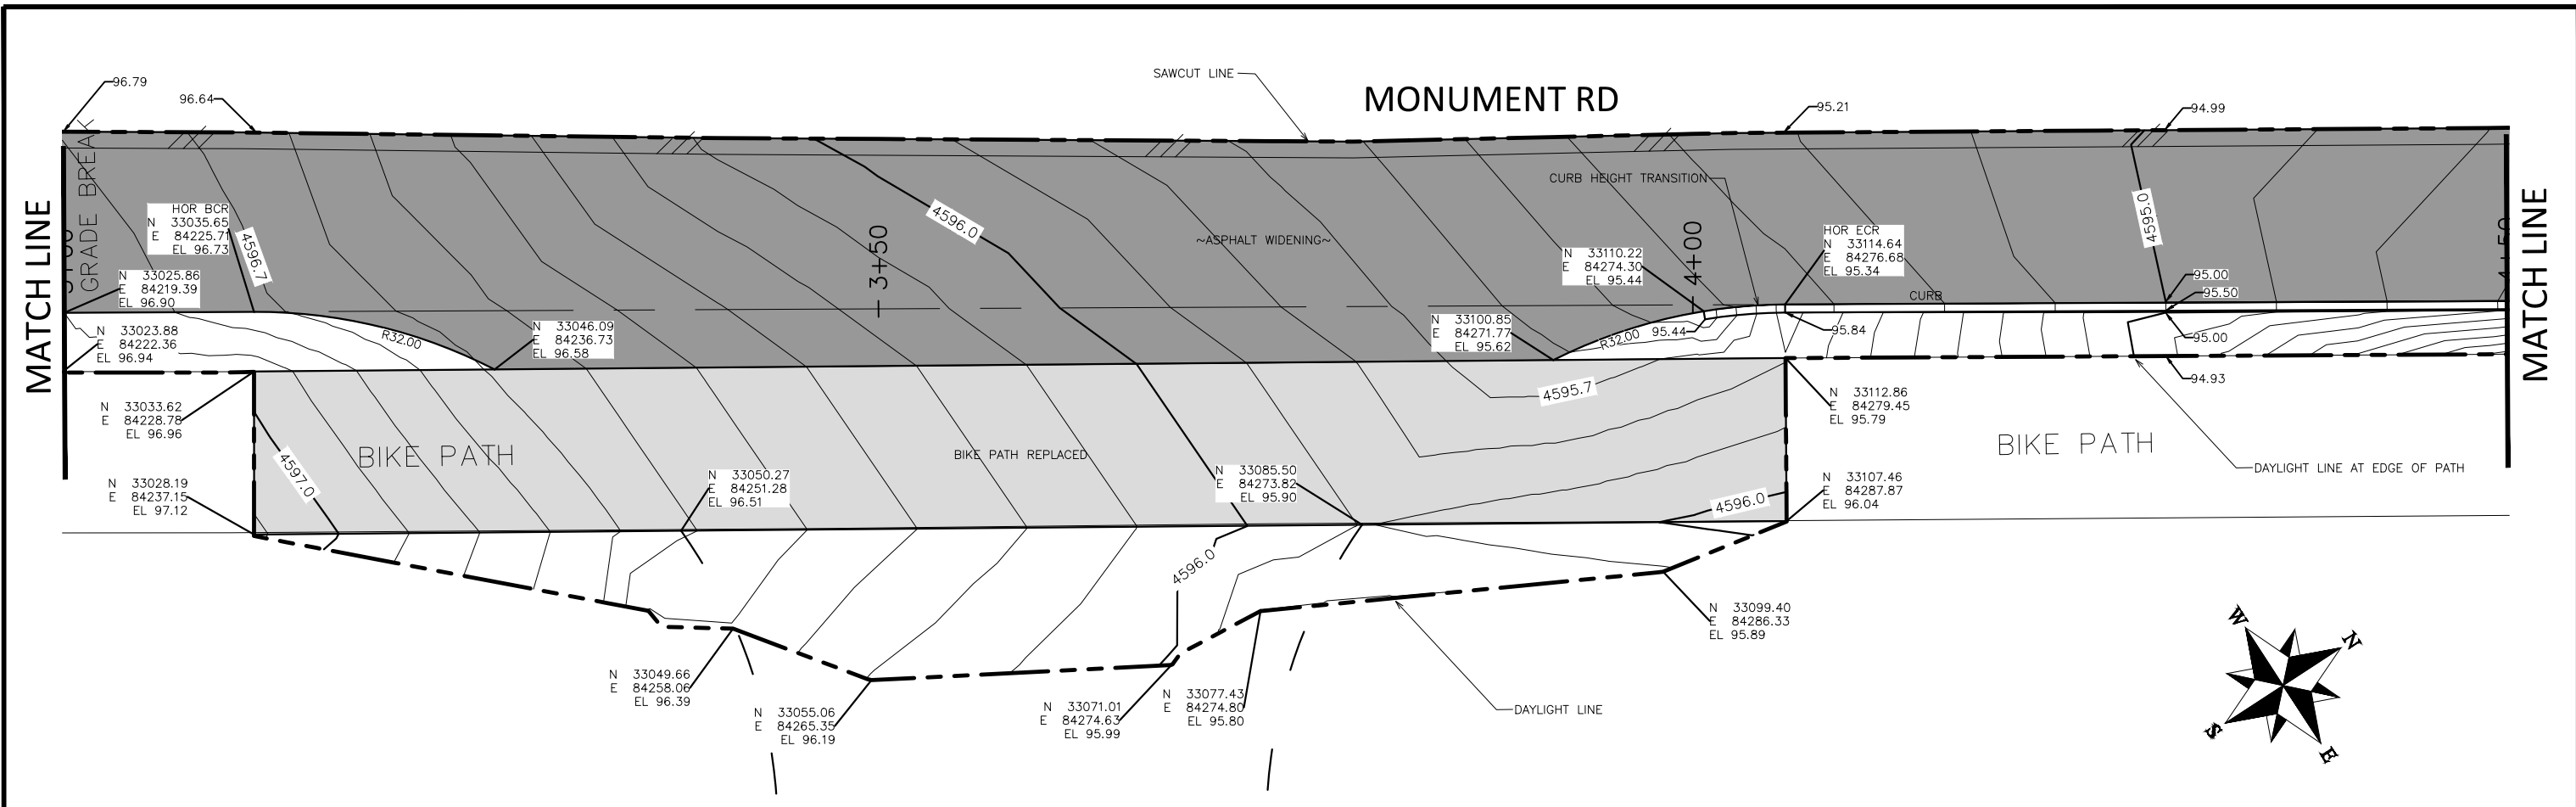 96.79
96.64
SAWCUT LINE
MONUMENT RD
95.21
94.99
MATCH LINE
GRADE BREAK
CURB HEIGHT TRANSITION
HOR BCR
N 33035.65
E 84225.71
EL 96.73
4596.7
4596.0
3+50
~ASPHALT WIDENING~
4+00
HOR ECR
N 33114.64
E 84276.68
EL 95.34
4595.0
MATCH LINE
N 33025.86
E 84219.39
EL 96.90
N 33110.22
E 84274.30
EL 95.44
95.00
95.50
CURB
N 33023.88
E 84222.36
EL 96.94
R32.00
N 33046.09
E 84236.73
EL 96.58
N 33100.85
E 84271.77
EL 95.62
R32.00
95.44
95.84
95.00
94.93
N 33033.62
E 84228.78
EL 96.96
4595.7
N 33112.86
E 84279.45
EL 95.79
BIKE PATH
BIKE PATH REPLACED
BIKE PATH
4597.0
N 33028.19
E 84237.15
EL 97.12
N 33050.27
E 84251.28
EL 96.51
N 33085.50
E 84273.82
EL 95.90
4596.0
N 33107.46
E 84287.87
EL 96.04
DAYLIGHT LINE AT EDGE OF PATH
4596.0
N 33099.40
E 84286.33
EL 95.89
N 33049.66
E 84258.06
EL 96.39
N 33055.06
E 84265.35
EL 96.19
N 33071.01
E 84274.63
EL 95.99
N 33077.43
E 84274.80
EL 95.80
DAYLIGHT LINE
W
N
S
E